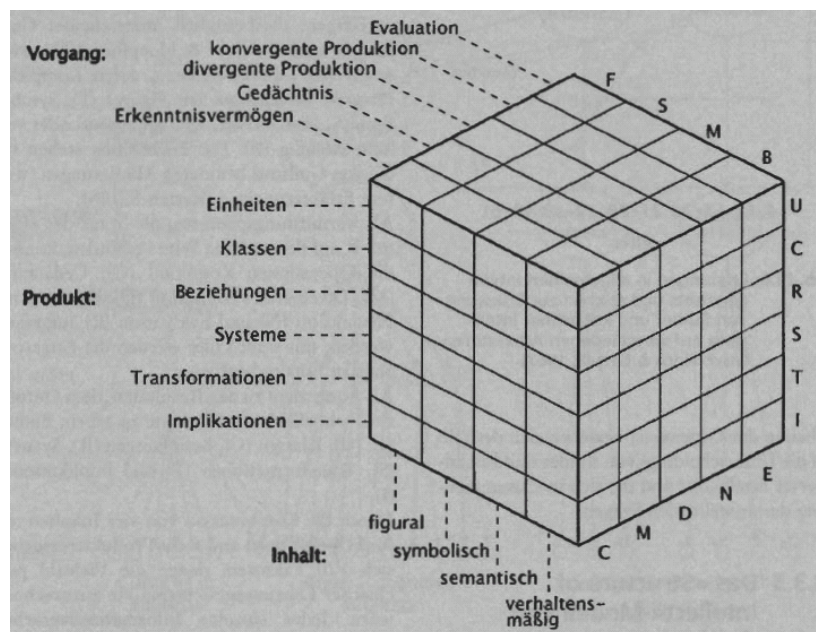 Evaluation
Vorgang:
konvergente Produktion
divergente Produktion
Gedächtnis
Erkenntnisvermögen
F
S
M
B
Einheiten
Klassen
Produkt:
Beziehungen
Systeme
Transformationen
Implikationen
U
C
R
S
T
I
E
N
D
M
C
figural
symbolisch
semantisch
verhaltens-
mäßig
Inhalt: